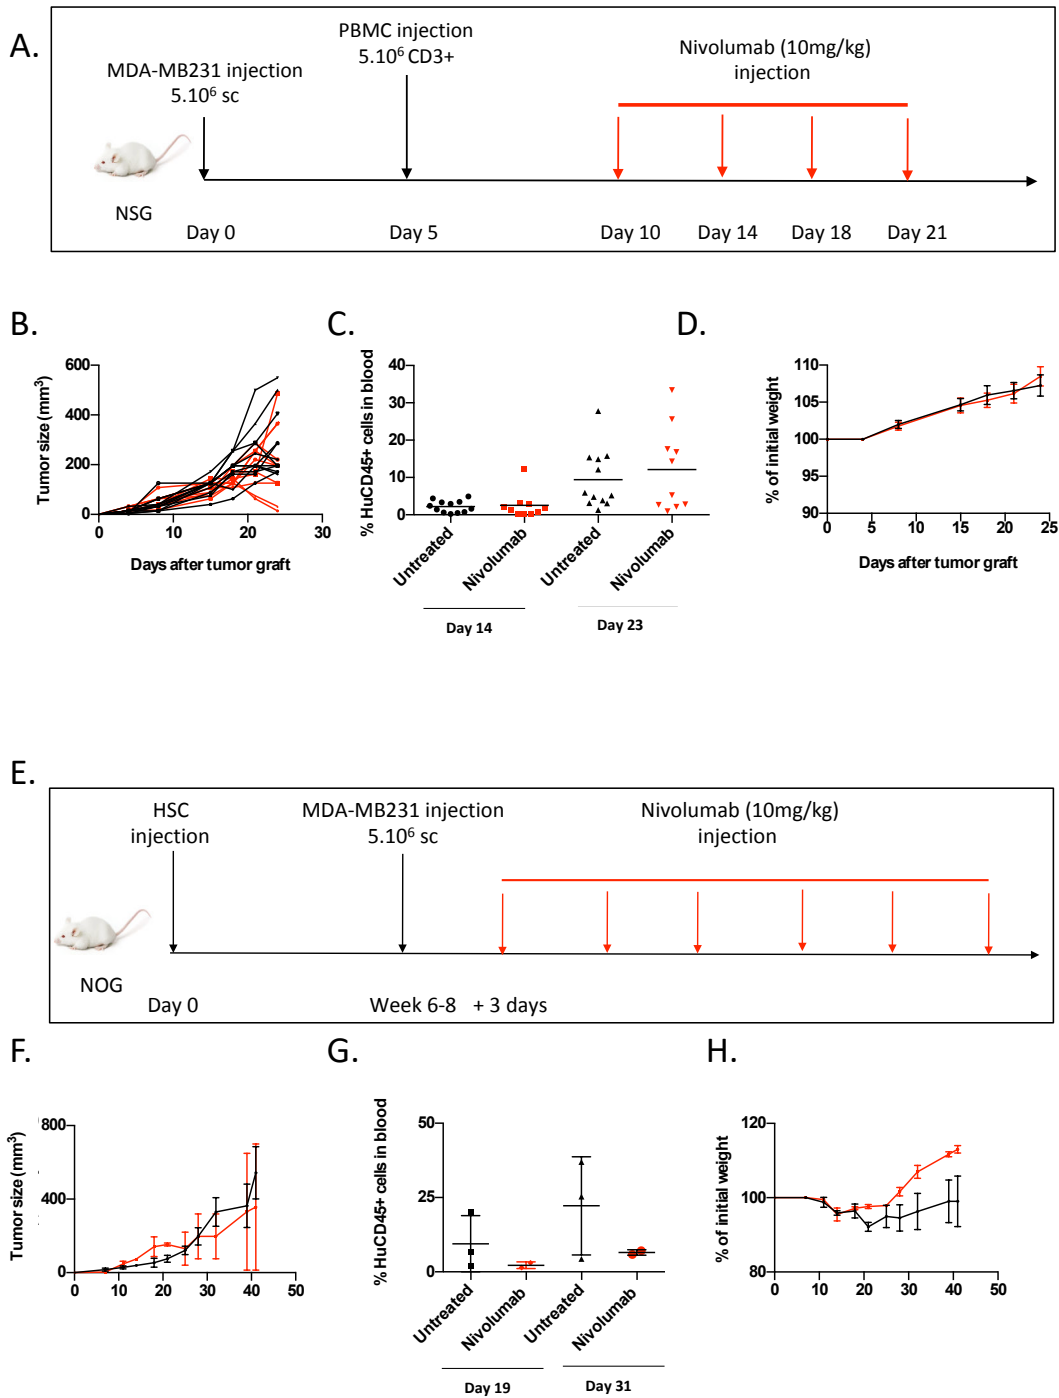 A.
PBMC injection
5.10⁶ CD3+
MDA-MB231 injection
5.10⁶ sc
Nivolumab (10mg/kg)
injection
NSG
Day 0
Day 5
Day 10
Day 14
Day 18
Day 21
B.
Tumor size (mm³)
600
400
200
0
0
10
20
30
Days after tumor graft
C.
% HuCD45+ cells in blood
40
30
20
10
0
Untreated
Nivolumab
Untreated
Nivolumab
Day 14
Day 23
D.
% of initial weight
110
105
100
95
90
0
5
10
15
20
25
Days after tumor graft
E.
HSC
injection
MDA-MB231 injection
5.10⁶ sc
Nivolumab (10mg/kg)
injection
NOG
Day 0
Week 6-8
+ 3 days
F.
Tumor size (mm³)
800
400
0
0
10
20
30
40
50
G.
% HuCD45+ cells in blood
50
25
0
Untreated
Nivolumab
Untreated
Nivolumab
Day 19
Day 31
H.
% of initial weight
120
100
80
0
10
20
30
40
50